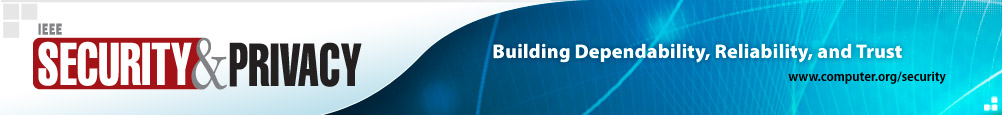 IEEE
SECURITY&PRIVACY
Building Dependability, Reliability, and Trust
www.computer.org/security